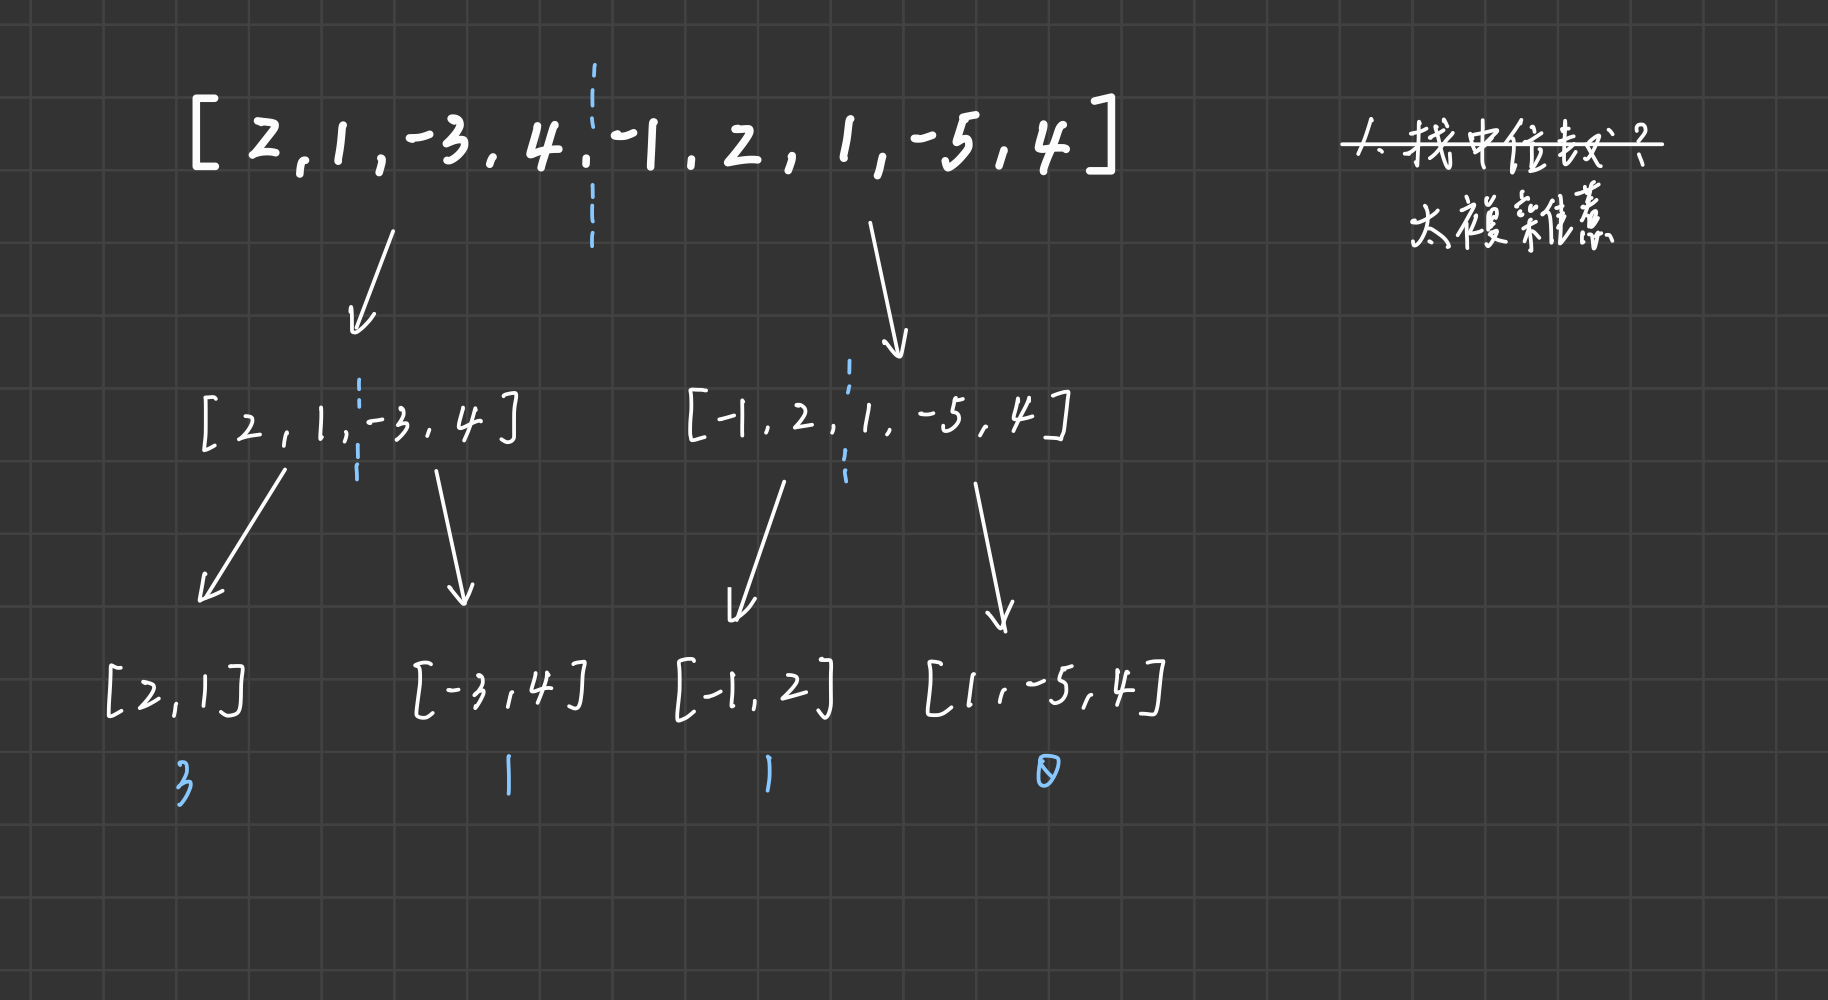 [2, 1, -3, 4, -1, 2, 1, -5, 4]
1. 找中位数?
太複雜
[2, 1, -3, 4]
[-1, 2, 1, -5, 4]
[2, 1]
[-3, 4]
[-1, 2]
[1, -5, 4]
3
1
1
0